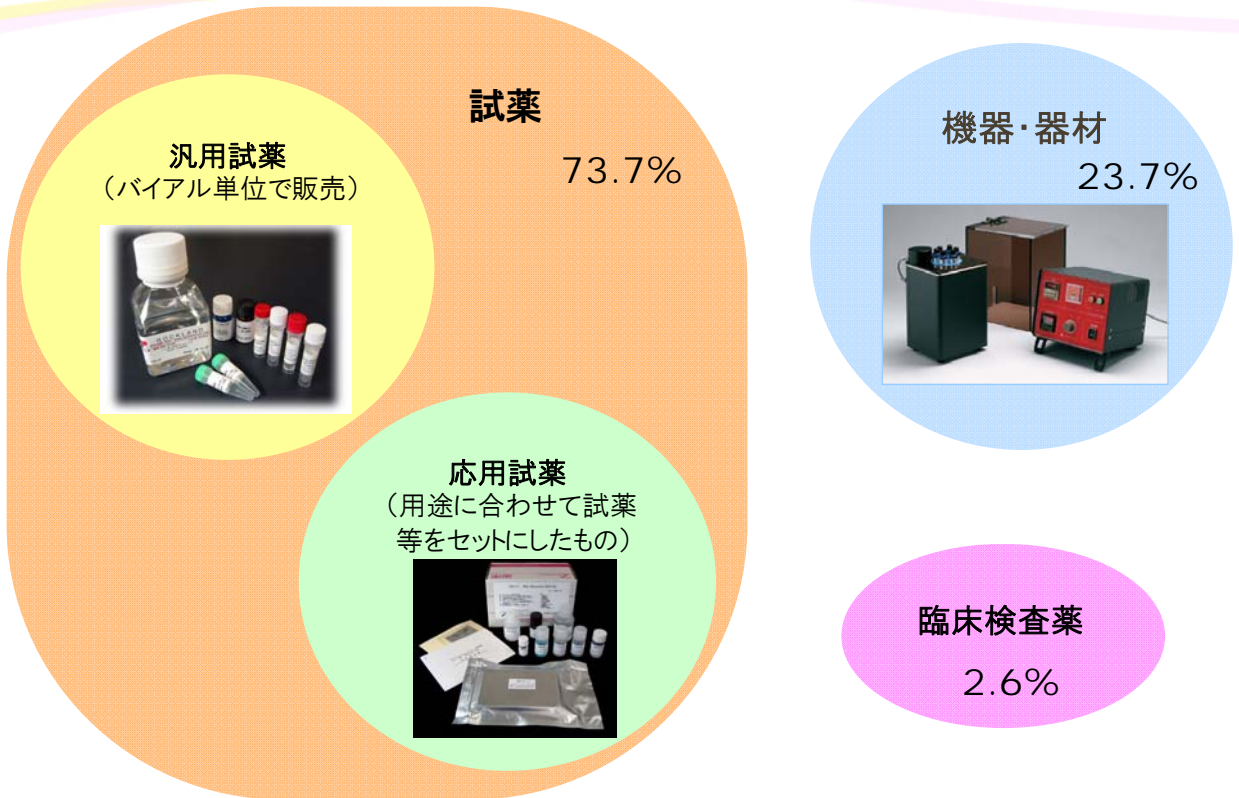 試薬
73.7%
汎用試薬
（バイアル単位で販売）
ROCKLAND
応用試薬
（用途に合わせて試薬
等をセットにしたもの）
機器・器材
23.7%
臨床検査薬
2.6%